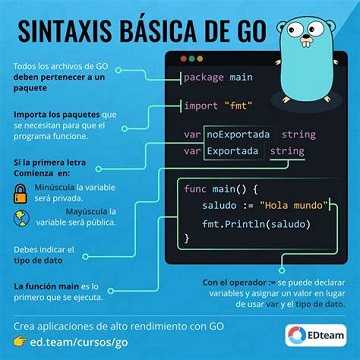 SINTAXIS BÁSICA DE GO
Todos los archivos de GO
deben pertenecer a un
paquete
Importa los paquetes que
se necesitan para que el
programa funcione.
Si la primera letra
Comienza en:
Minúscula la variable
será privada.
Mayúscula la
variable será pública.
Debes indicar el
tipo de dato
La función main es lo
primero que se ejecuta.
package main
import "fmt"
var noExportada string
var Exportada string
func main() {
saludo := "Hola mundo"
fmt.Println(saludo)
}
Con el operador := se puede declarar
variables y asignar un valor en lugar
de usar var y el tipo de dato.
Crea aplicaciones de alto rendimiento con GO
👉 ed.team/cursos/go
EDteam